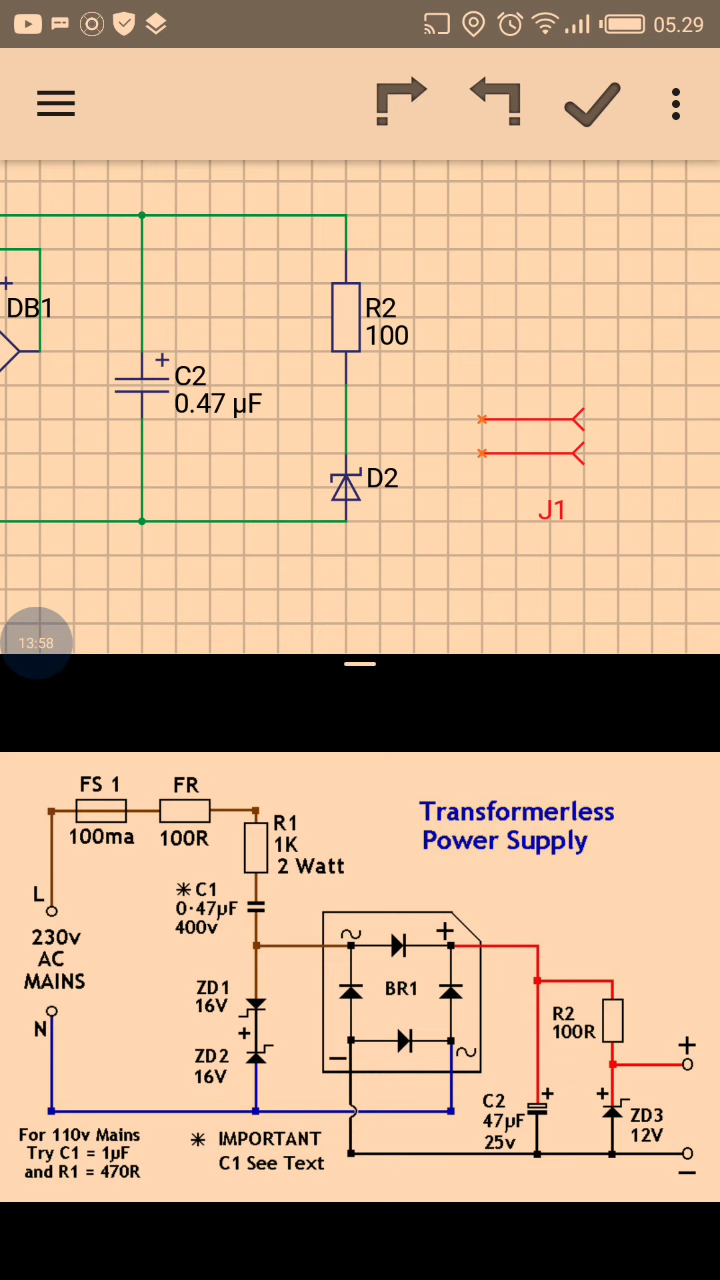 05.29
DB1
+
R2
100
+
C2
0.47 µF
D2
J1
13:58
FS 1
FR
100ma
100R
R1
1K
2 Watt
Transformerless
Power Supply
L
C1
0·47µF
400v
230v
AC
MAINS
ZD1
16V
BR1
+
−
N
+
ZD2
16V
R2
100R
+
C2
47µF
25v
+
+
ZD3
12V
−
For 110v Mains
Try C1 = 1µF
and R1 = 470R
* IMPORTANT
C1 See Text